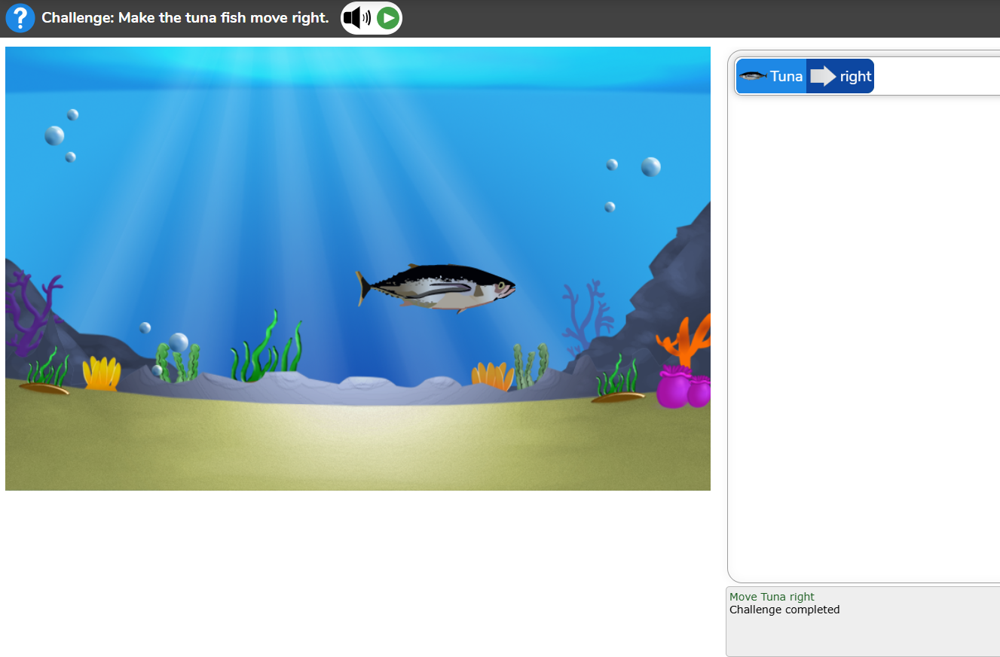 ? Challenge: Make the tuna fish move right.
Tuna right
Move Tuna right
Challenge completed